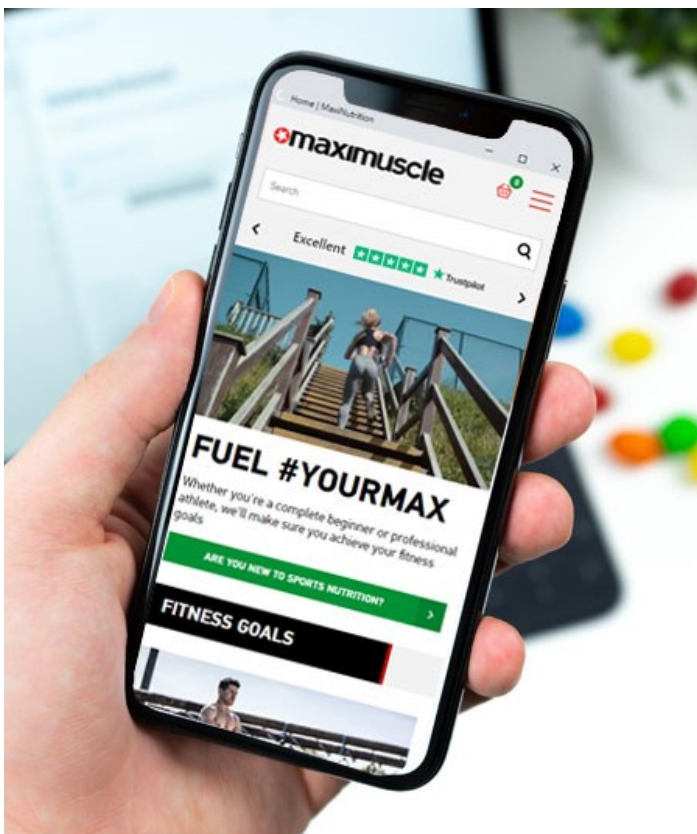 Home | MaxiNutrition
maximuscle
0
Search
Excellent Trustpilot
FUEL #YOURMAX
Whether you're a complete beginner or professional
athlete, we'll make sure you achieve your fitness
goals
ARE YOU NEW TO SPORTS NUTRITION?
FITNESS GOALS